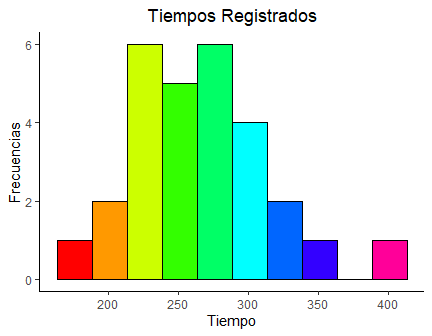 Tiempos Registrados
Frecuencias
6
4
2
0
200 250 300 350 400
Tiempo